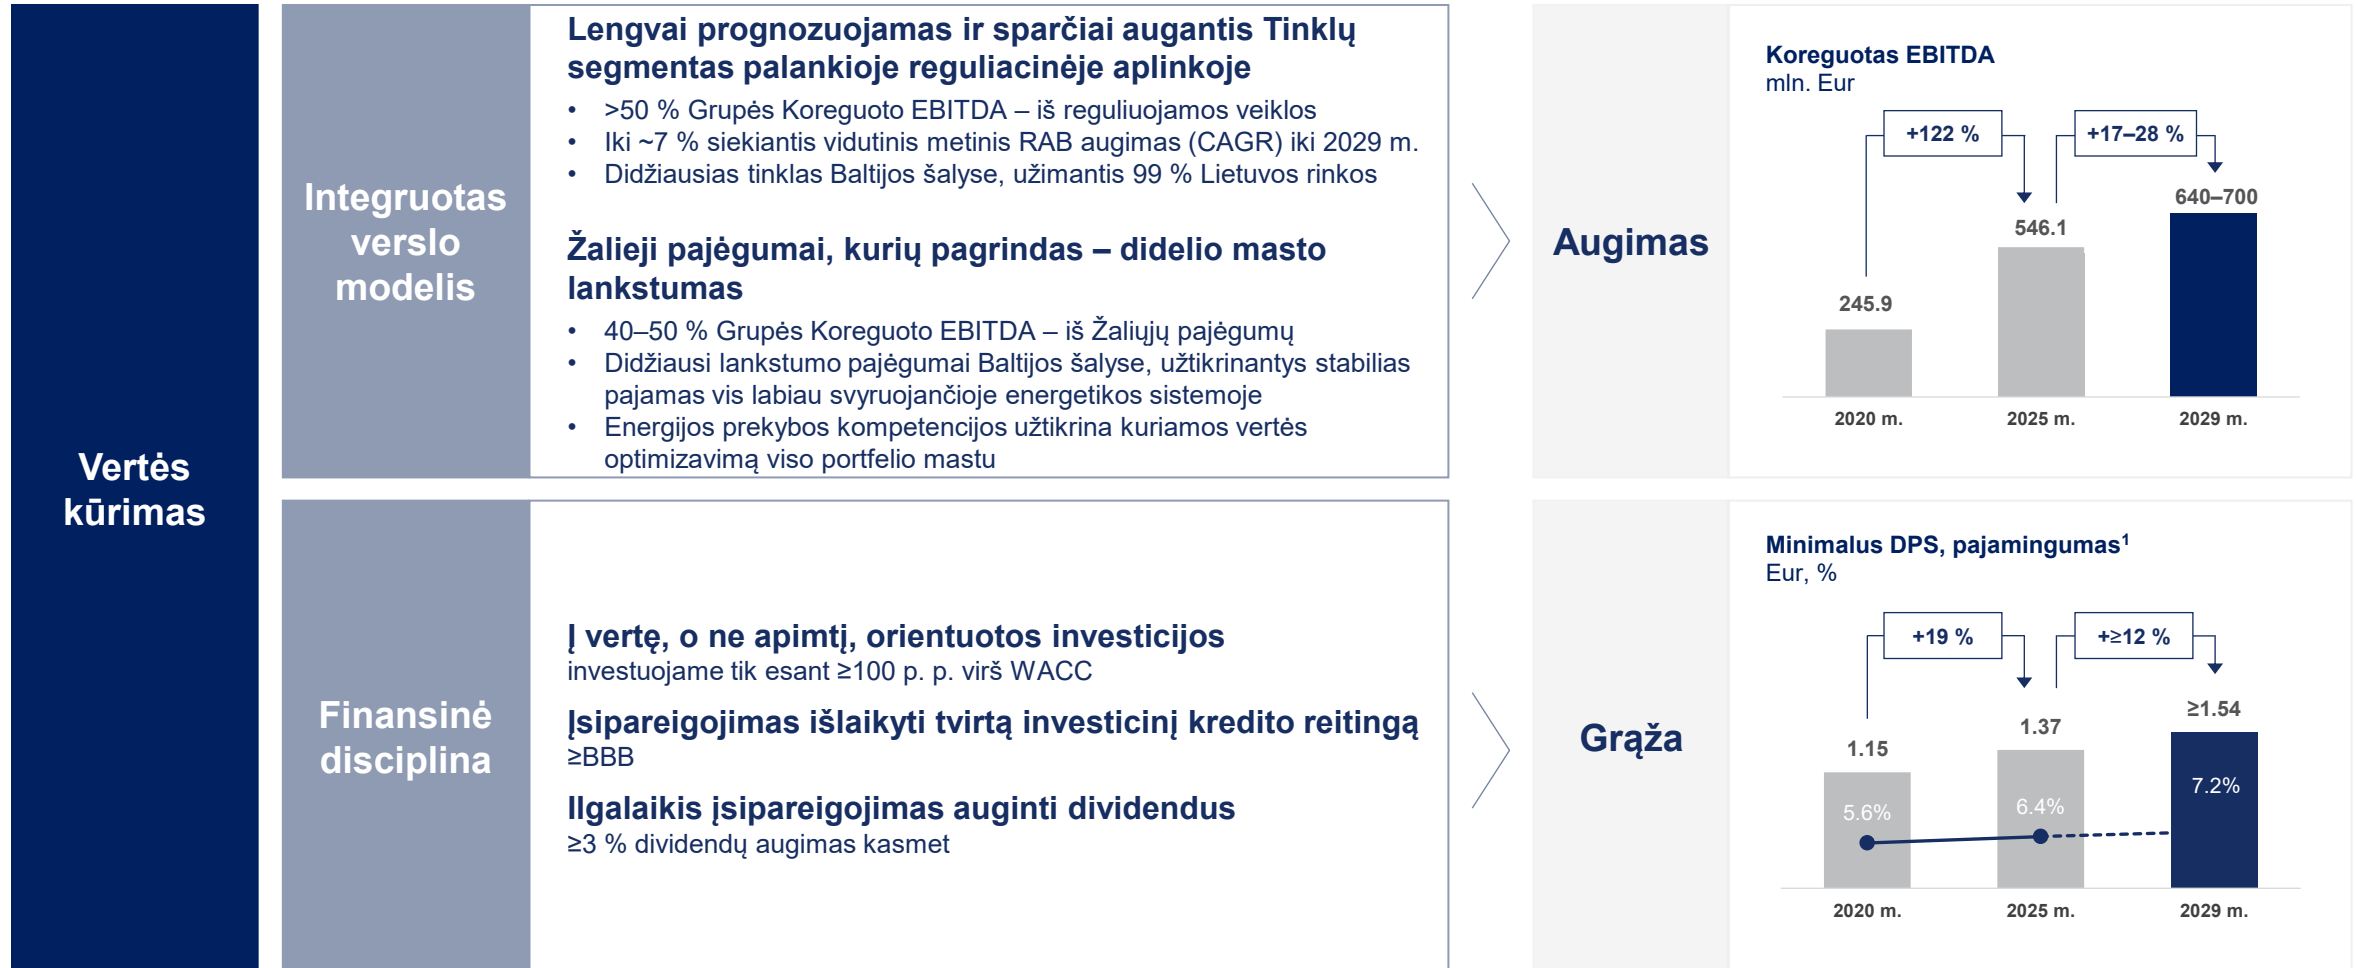 Vertės
kūrimas
Integruotas
verslo
modelis
Lengvai prognozuojamas ir sparčiai augantis Tinklų
segmentas palankioje reguliacinėje aplinkoje
• >50 % Grupės Koreguoto EBITDA – iš reguliuojamos veiklos
• Iki ~7 % siekiantis vidutinis metinis RAB augimas (CAGR) iki 2029 m.
• Didžiausias tinklas Baltijos šalyse, užimantis 99 % Lietuvos rinkos
Žalieji pajėgumai, kurių pagrindas – didelio masto
lankstumas
• 40–50 % Grupės Koreguoto EBITDA – iš Žaliųjų pajėgumų
• Didžiausi lankstumo pajėgumai Baltijos šalyse, užtikrinantys stabilias
pajamas vis labiau svyruojančioje energetikos sistemoje
• Energijos prekybos kompetencijos užtikrina kuriamos vertės
optimizavimą viso portfelio mastu
Augimas
Koreguotas EBITDA
mln. Eur
+122 %
+17–28 %
245.9
546.1
640–700
2020 m.
2025 m.
2029 m.
Finansinė
disciplina
Į vertę, o ne apimtį, orientuotos investicijos
investuojame tik esant ≥100 p. p. virš WACC
Įsipareigojimas išlaikyti tvirtą investicinį kredito reitingą
≥BBB
Ilgalaikis įsipareigojimas auginti dividendus
≥3 % dividendų augimas kasmet
Grąža
Minimalus DPS, pajamingumas¹
Eur, %
+19 %
+≥12 %
1.15
1.37
≥1.54
5.6%
6.4%
7.2%
2020 m.
2025 m.
2029 m.